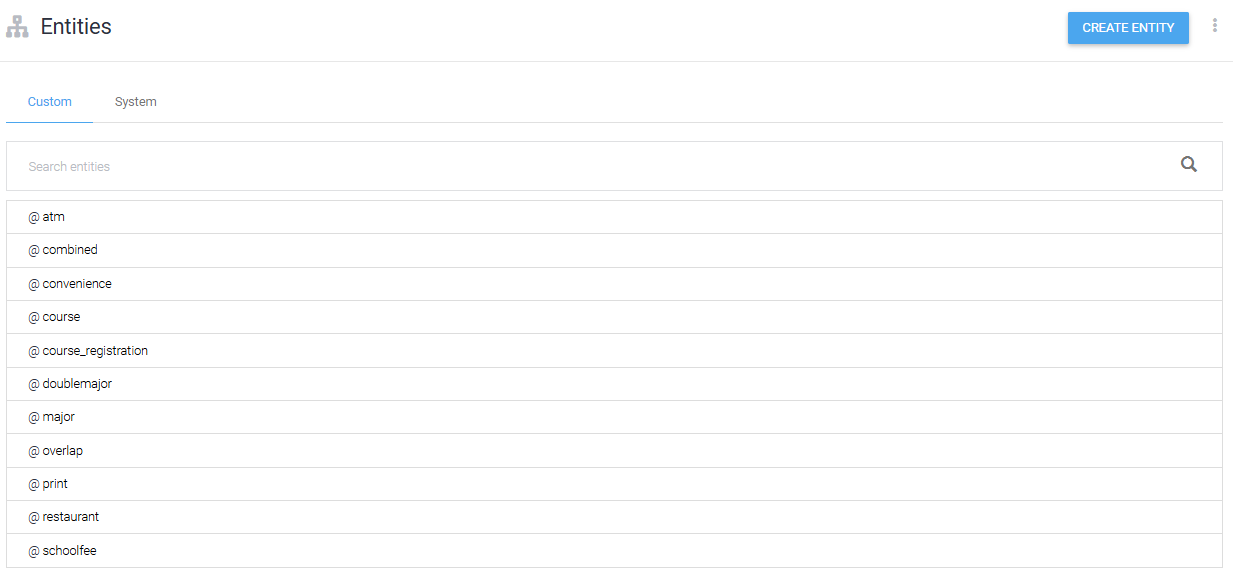 Entities
CREATE ENTITY
Custom System
Search entities
@ atm
@ combined
@ convenience
@ course
@ course_registration
@ doublemajor
@ major
@ overlap
@ print
@ restaurant
@ schoolfee